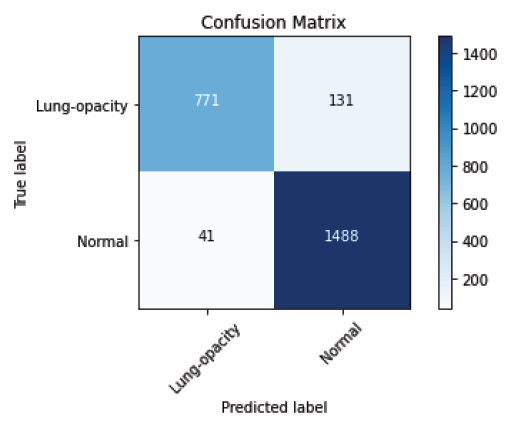 Confusion Matrix
Lung-opacity
771
131
Normal
41
1488
True label
Lung-opacity
Normal
Predicted label
1400
1200
1000
800
600
400
200